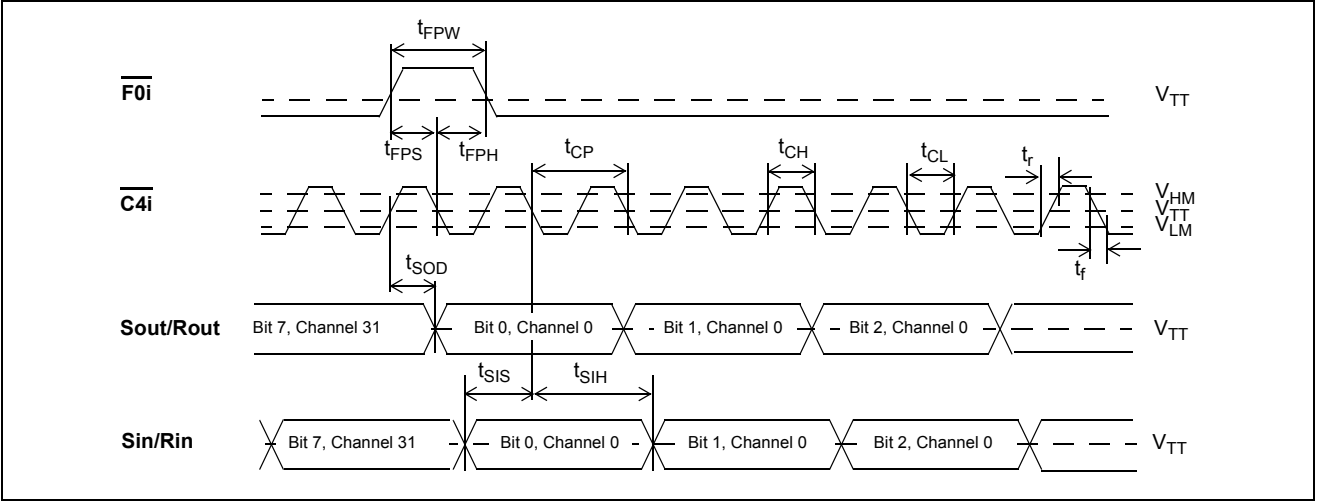 tFPW
F0i
VTT
tFPS
tFPH
tCP
tCH
tCL
tr
C4i
VHM
VTT
VLM
tSOD
tf
Sout/Rout
Bit 7, Channel 31
Bit 0, Channel 0
Bit 1, Channel 0
Bit 2, Channel 0
VTT
tSIS
tSIH
Sin/Rin
Bit 7, Channel 31
Bit 0, Channel 0
Bit 1, Channel 0
Bit 2, Channel 0
VTT